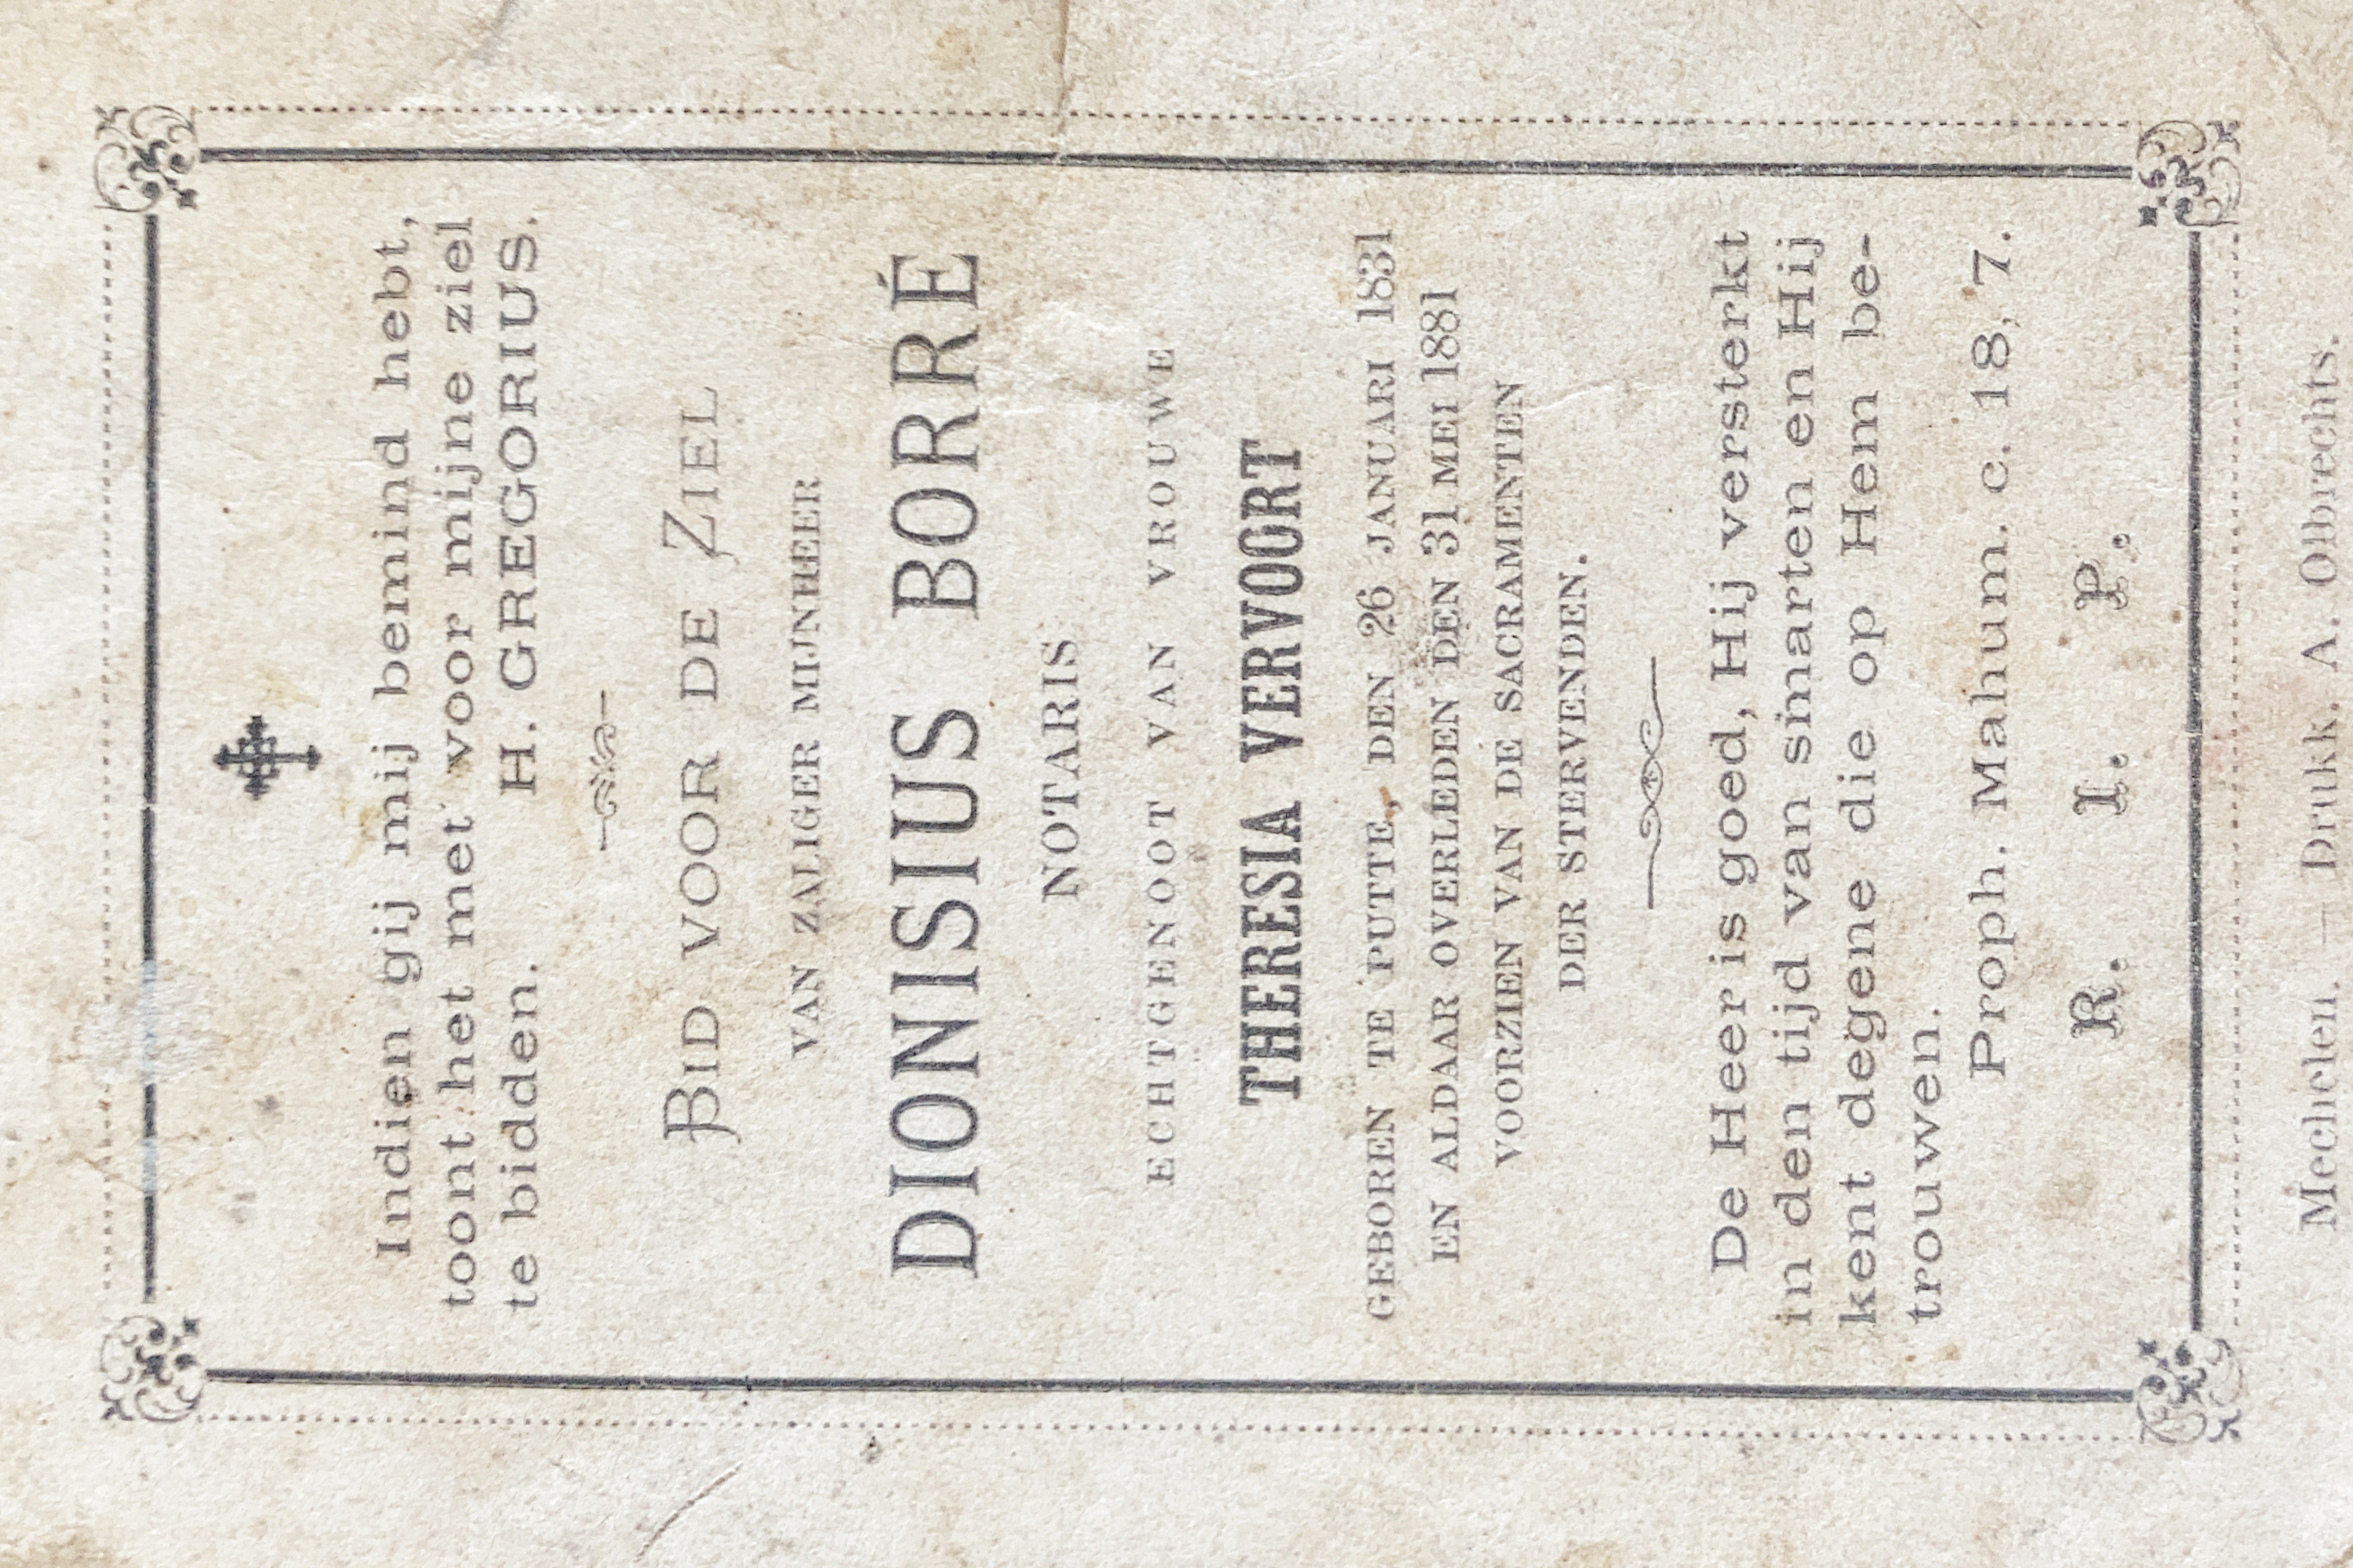 Indien gij mij bemind hebt,
toont het met voor mijne ziel
te bidden. H. GREGORIUS.
BID VOOR DE ZIEL
VAN ZALIGER MIJNHEER
DIONISIUS BORRÉ
NOTARIS
ECHTGENOOT VAN VROUWE
THERESIA VERVOORT
GEBOREN TE PUTTE, DEN 26 JANUARI 1831
EN ALDAAR OVERLEDEN DEN 31 MEI 1881
VOORZIEN VAN DE SACRAMENTEN
DER STERVENDEN.
De Heer is goed, Hij versterkt
in den tijd van smarten en Hij
kent degene die op Hem be-
trouwen.
Proph. Mahum. c. 18, 7.
R. I. P.
Mechelen. — Drukk. A. Olbrechts.